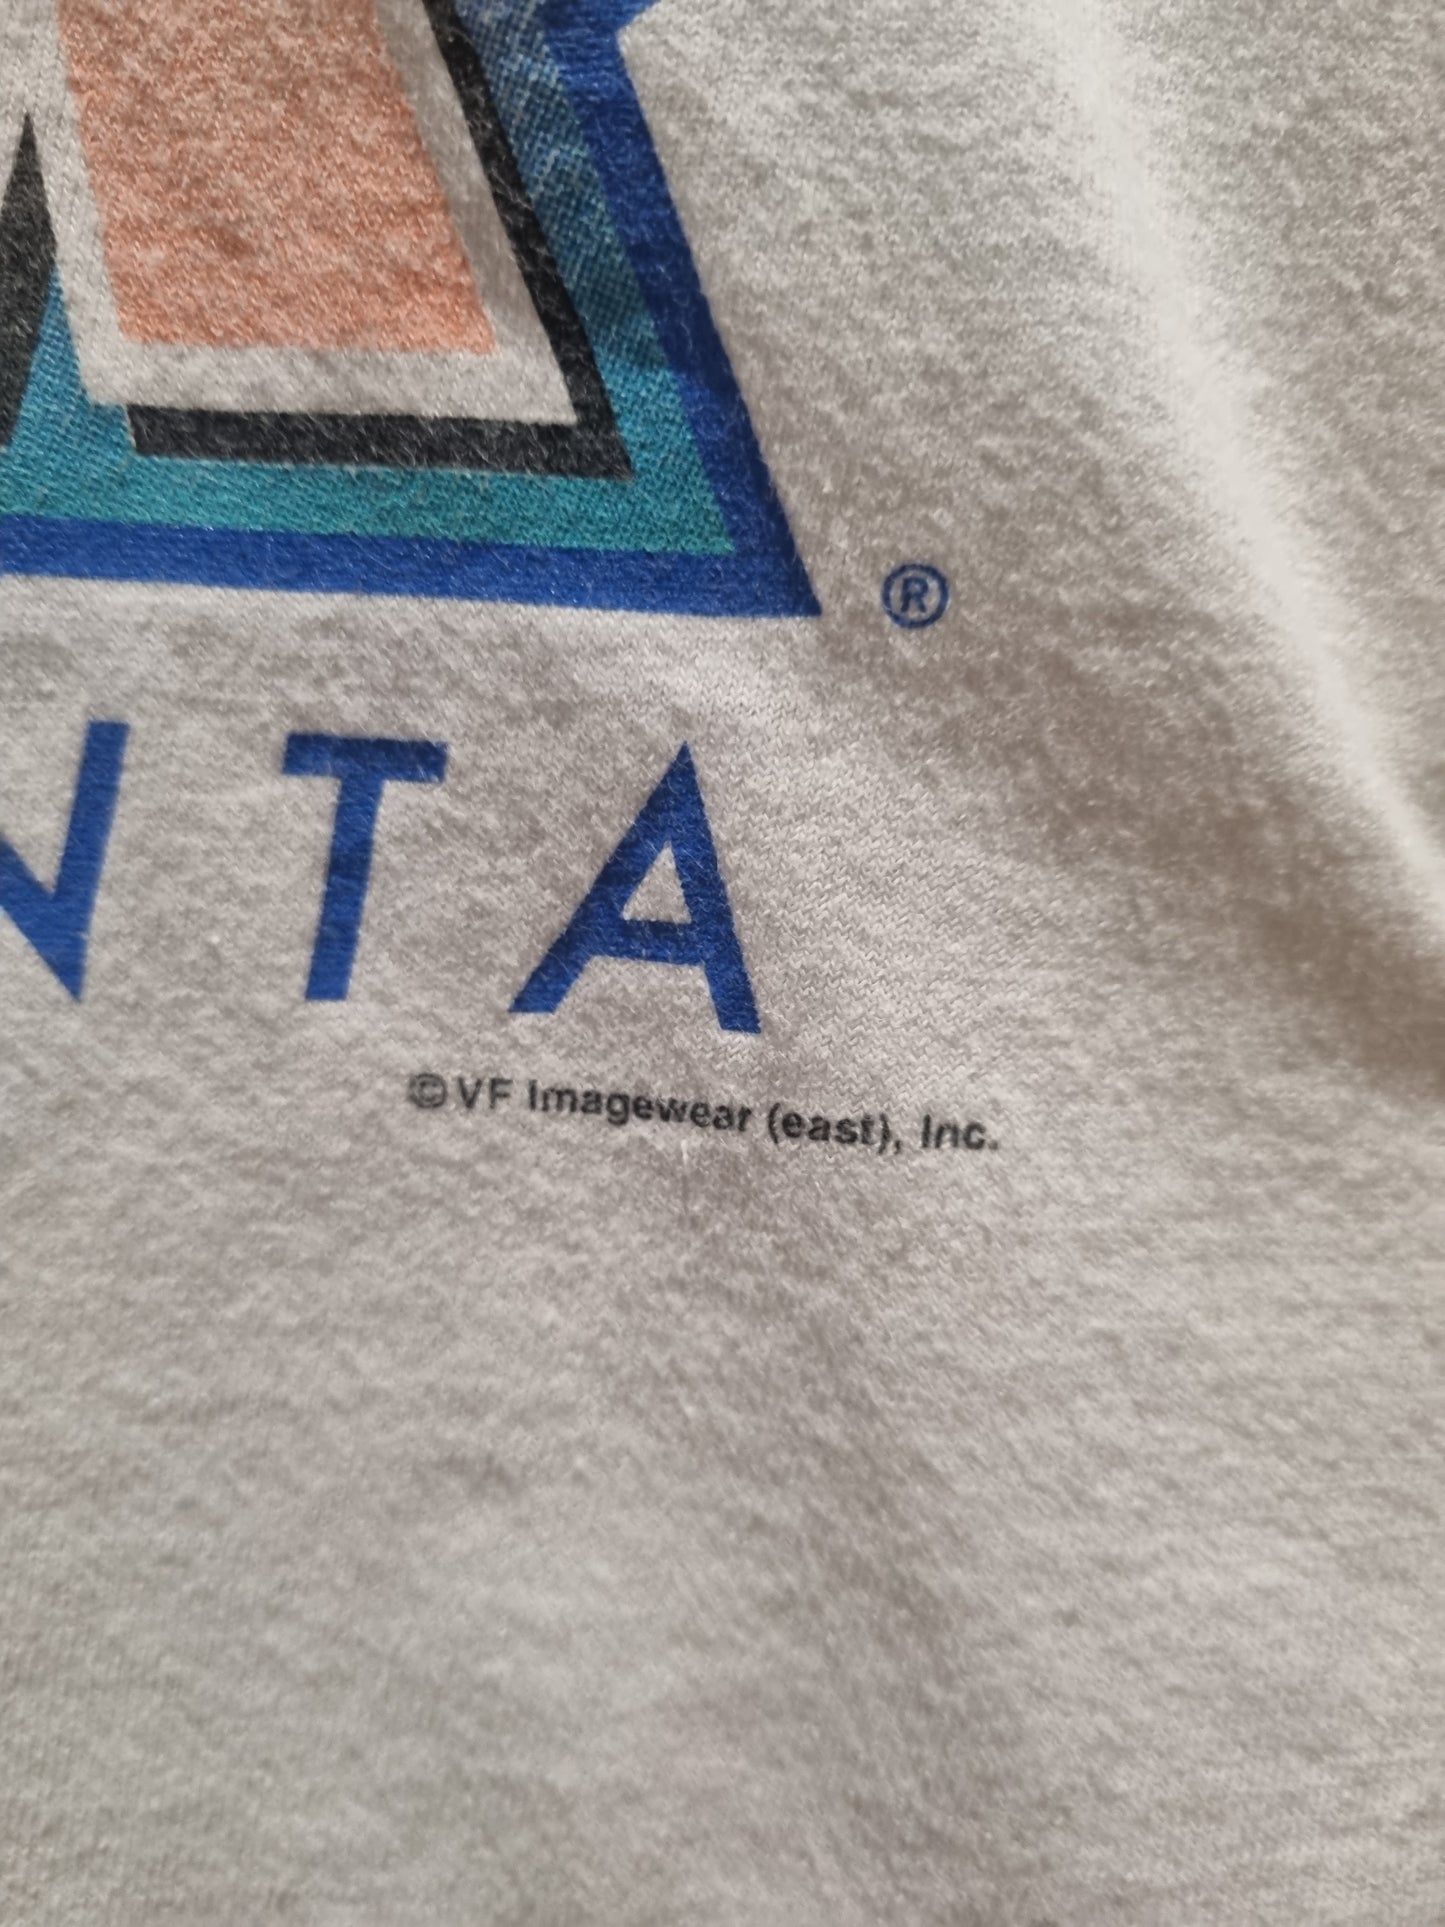 ®
NTA
© VF Imagewear (east), Inc.